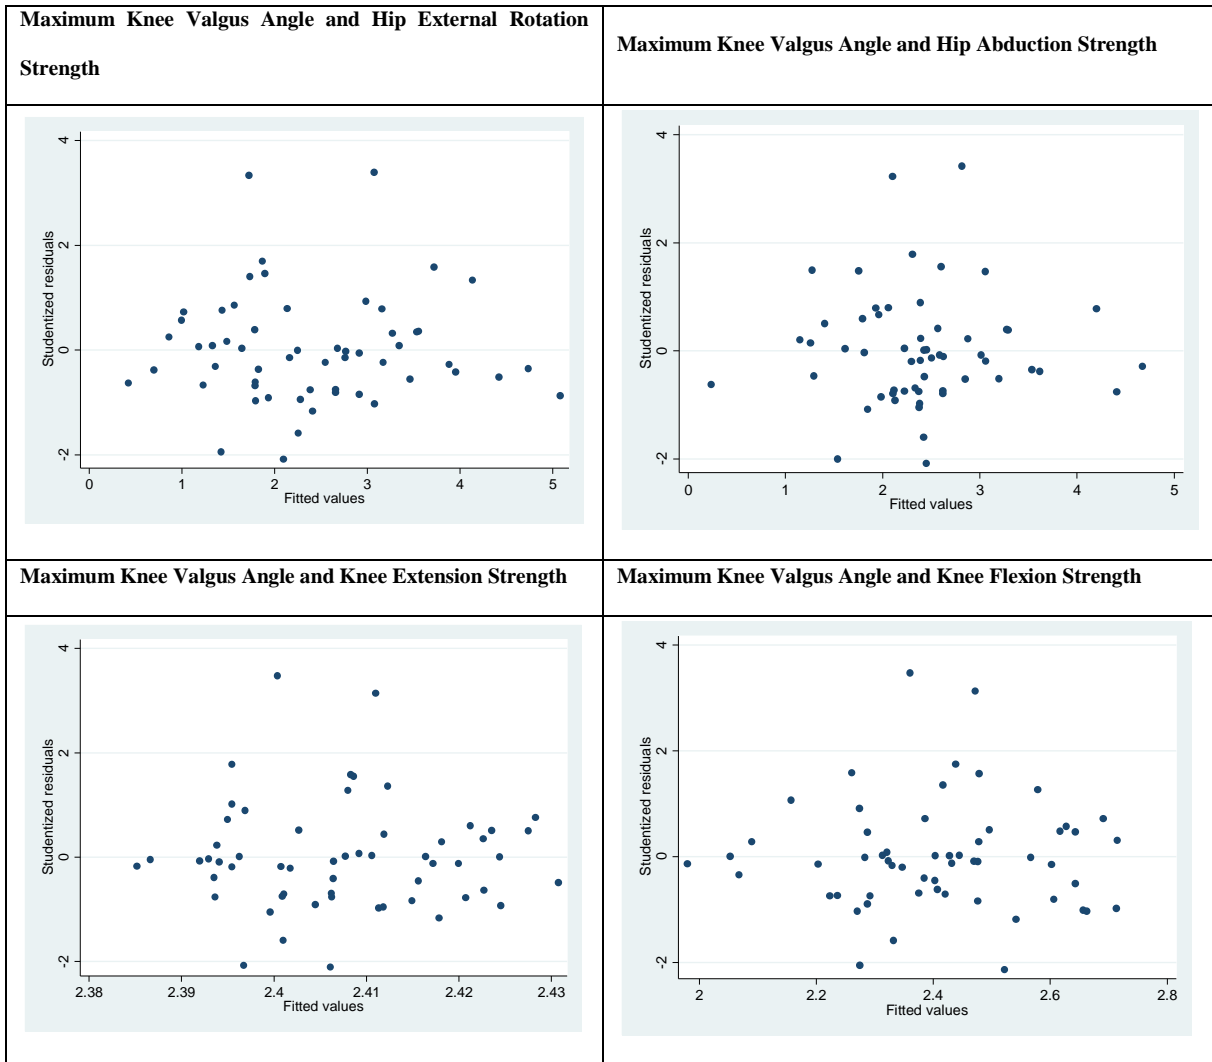 Maximum Knee Valgus Angle and Hip External Rotation
Strength
Maximum Knee Valgus Angle and Hip Abduction Strength
4
2
0
-2
Studentized residuals
0 1 2 3 4 5
Fitted values
4
2
0
-2
Studentized residuals
0 1 2 3 4 5
Fitted values
Maximum Knee Valgus Angle and Knee Extension Strength
Maximum Knee Valgus Angle and Knee Flexion Strength
4
2
0
-2
Studentized residuals
2.38 2.39 2.4 2.41 2.42 2.43
Fitted values
4
2
0
-2
Studentized residuals
2 2.2 2.4 2.6 2.8
Fitted values